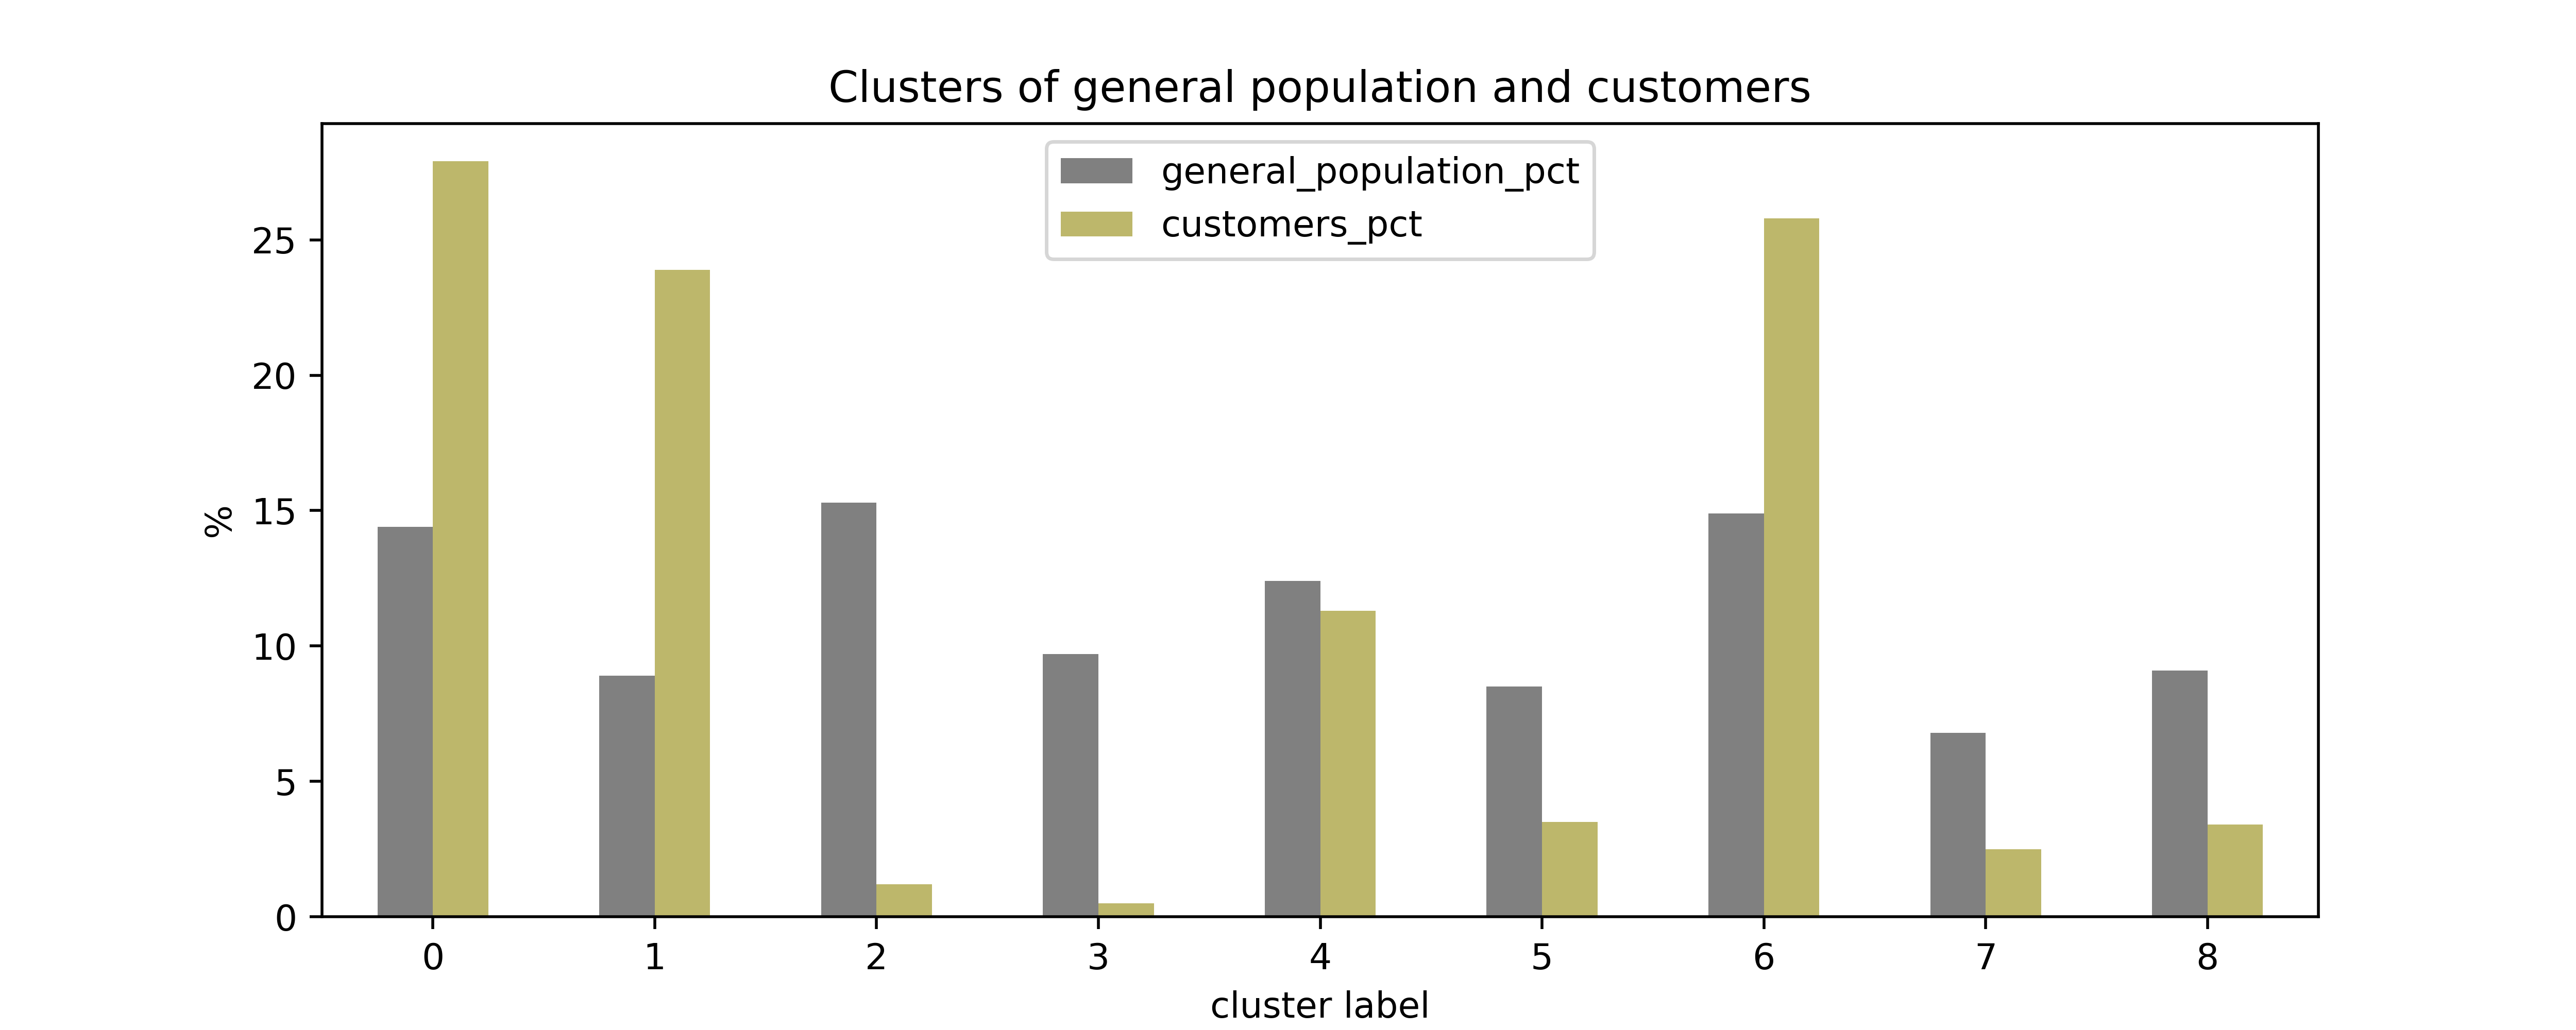 Clusters of general population and customers
general_population_pct
customers_pct
25
20
15
10
5
0
%
0 1 2 3 4 5 6 7 8
cluster label